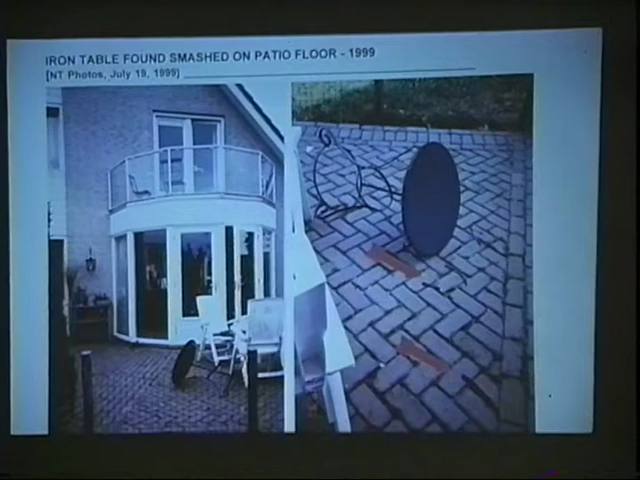 IRON TABLE FOUND SMASHED ON PATIO FLOOR - 1999
[NT Photos, July 19, 1999]